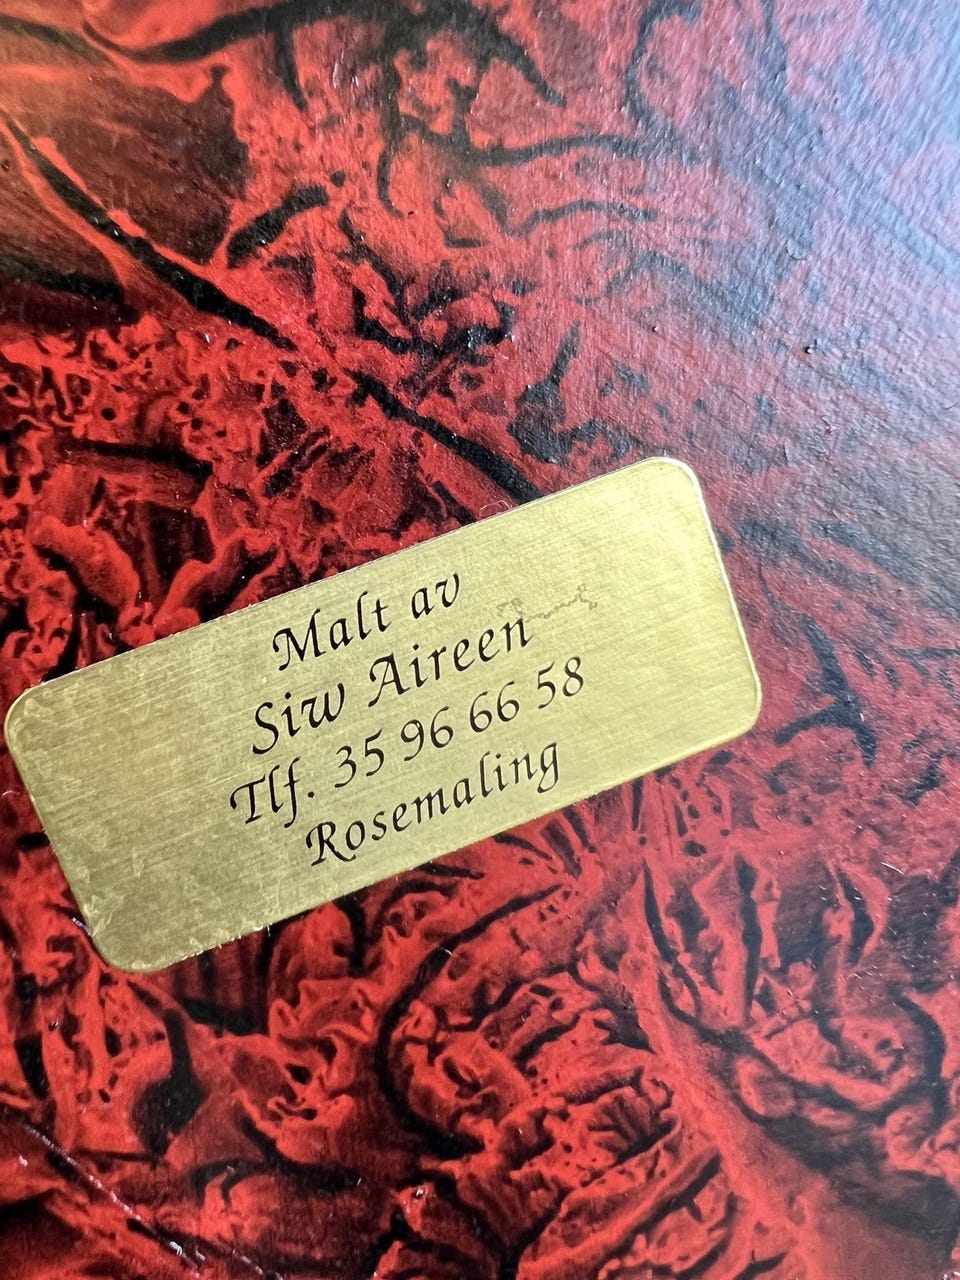 Malt av
Siw Aireen
Tlf. 35 96 66 58
Rosemaling